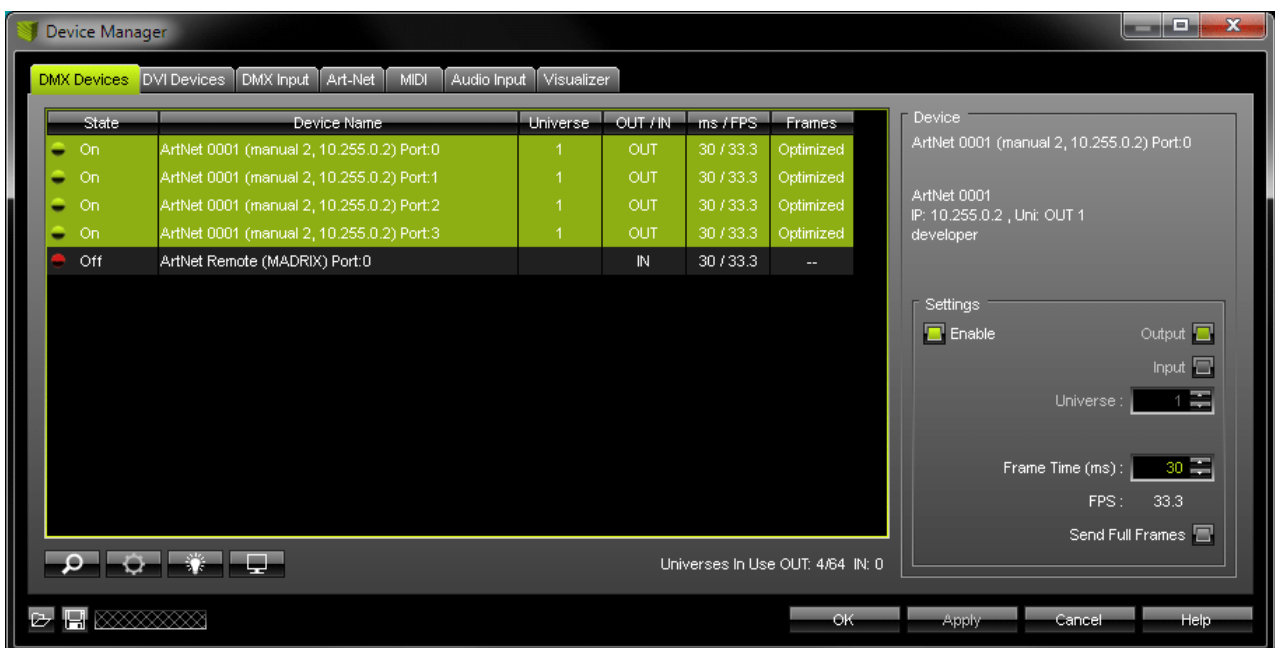 Device Manager
DMX Devices DVI Devices DMX Input Art-Net MIDI Audio Input Visualizer
State Device Name Universe OUT / IN ms / FPS Frames
On ArtNet 0001 (manual 2, 10.255.0.2) Port:0 1 OUT 30 / 33.3 Optimized
On ArtNet 0001 (manual 2, 10.255.0.2) Port:1 1 OUT 30 / 33.3 Optimized
On ArtNet 0001 (manual 2, 10.255.0.2) Port:2 1 OUT 30 / 33.3 Optimized
On ArtNet 0001 (manual 2, 10.255.0.2) Port:3 1 OUT 30 / 33.3 Optimized
Off ArtNet Remote (MADRIX) Port:0 IN 30 / 33.3 --
Universes In Use OUT: 4/64 IN: 0
Device
ArtNet 0001 (manual 2, 10.255.0.2) Port:0
ArtNet 0001
IP: 10.255.0.2 , Uni: OUT 1
developer
Settings
Enable Output
Input
Universe : 1
Frame Time (ms) : 30
FPS : 33.3
Send Full Frames
OK Apply Cancel Help